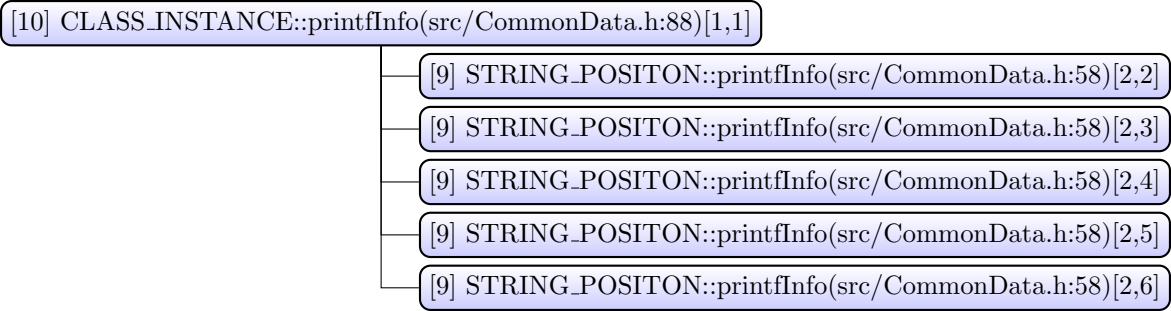 [10] CLASS_INSTANCE::printfInfo(src/CommonData.h:88)[1,1]
[9] STRING_POSITON::printfInfo(src/CommonData.h:58)[2,2]
[9] STRING_POSITON::printfInfo(src/CommonData.h:58)[2,3]
[9] STRING_POSITON::printfInfo(src/CommonData.h:58)[2,4]
[9] STRING_POSITON::printfInfo(src/CommonData.h:58)[2,5]
[9] STRING_POSITON::printfInfo(src/CommonData.h:58)[2,6]